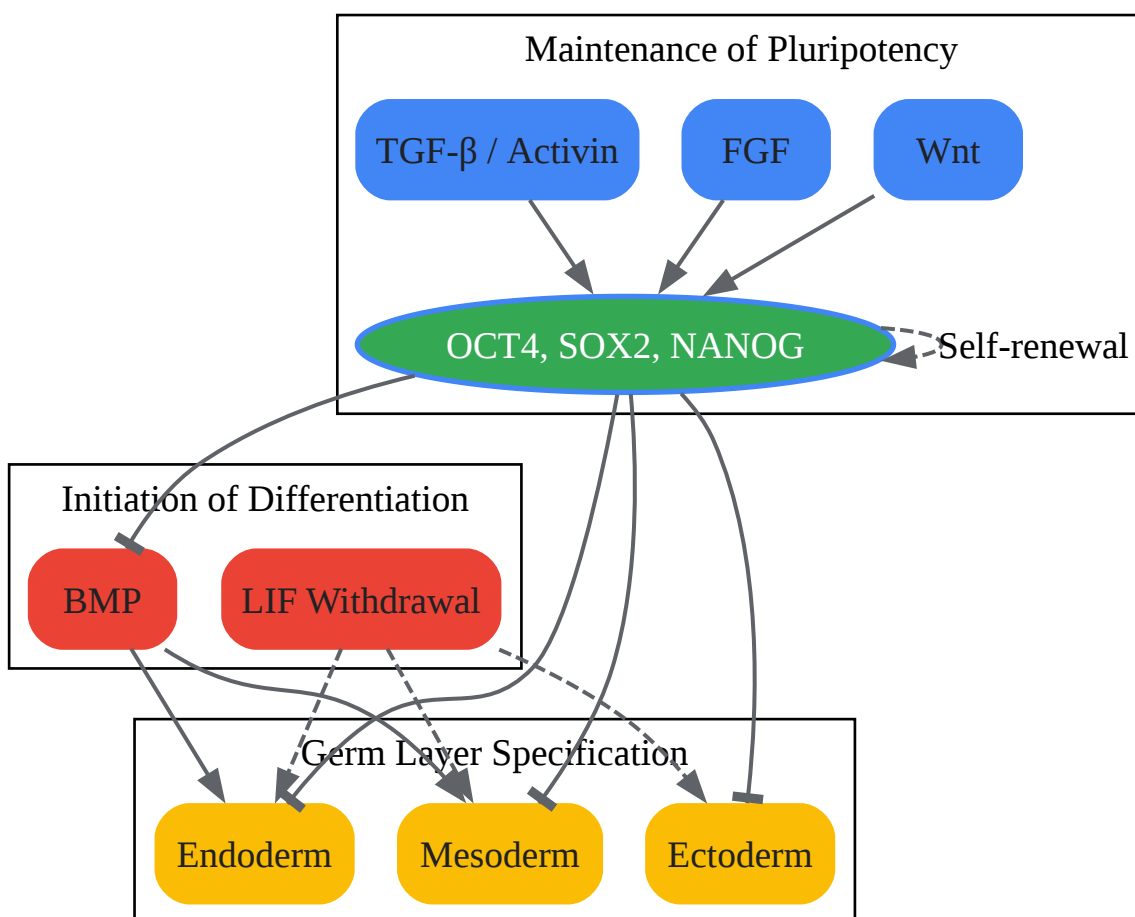 Maintenance of Pluripotency
TGF-β / Activin
FGF
Wnt
OCT4, SOX2, NANOG
Self-renewal
Initiation of Differentiation
BMP
LIF Withdrawal
Germ Layer Specification
Endoderm
Mesoderm
Ectoderm